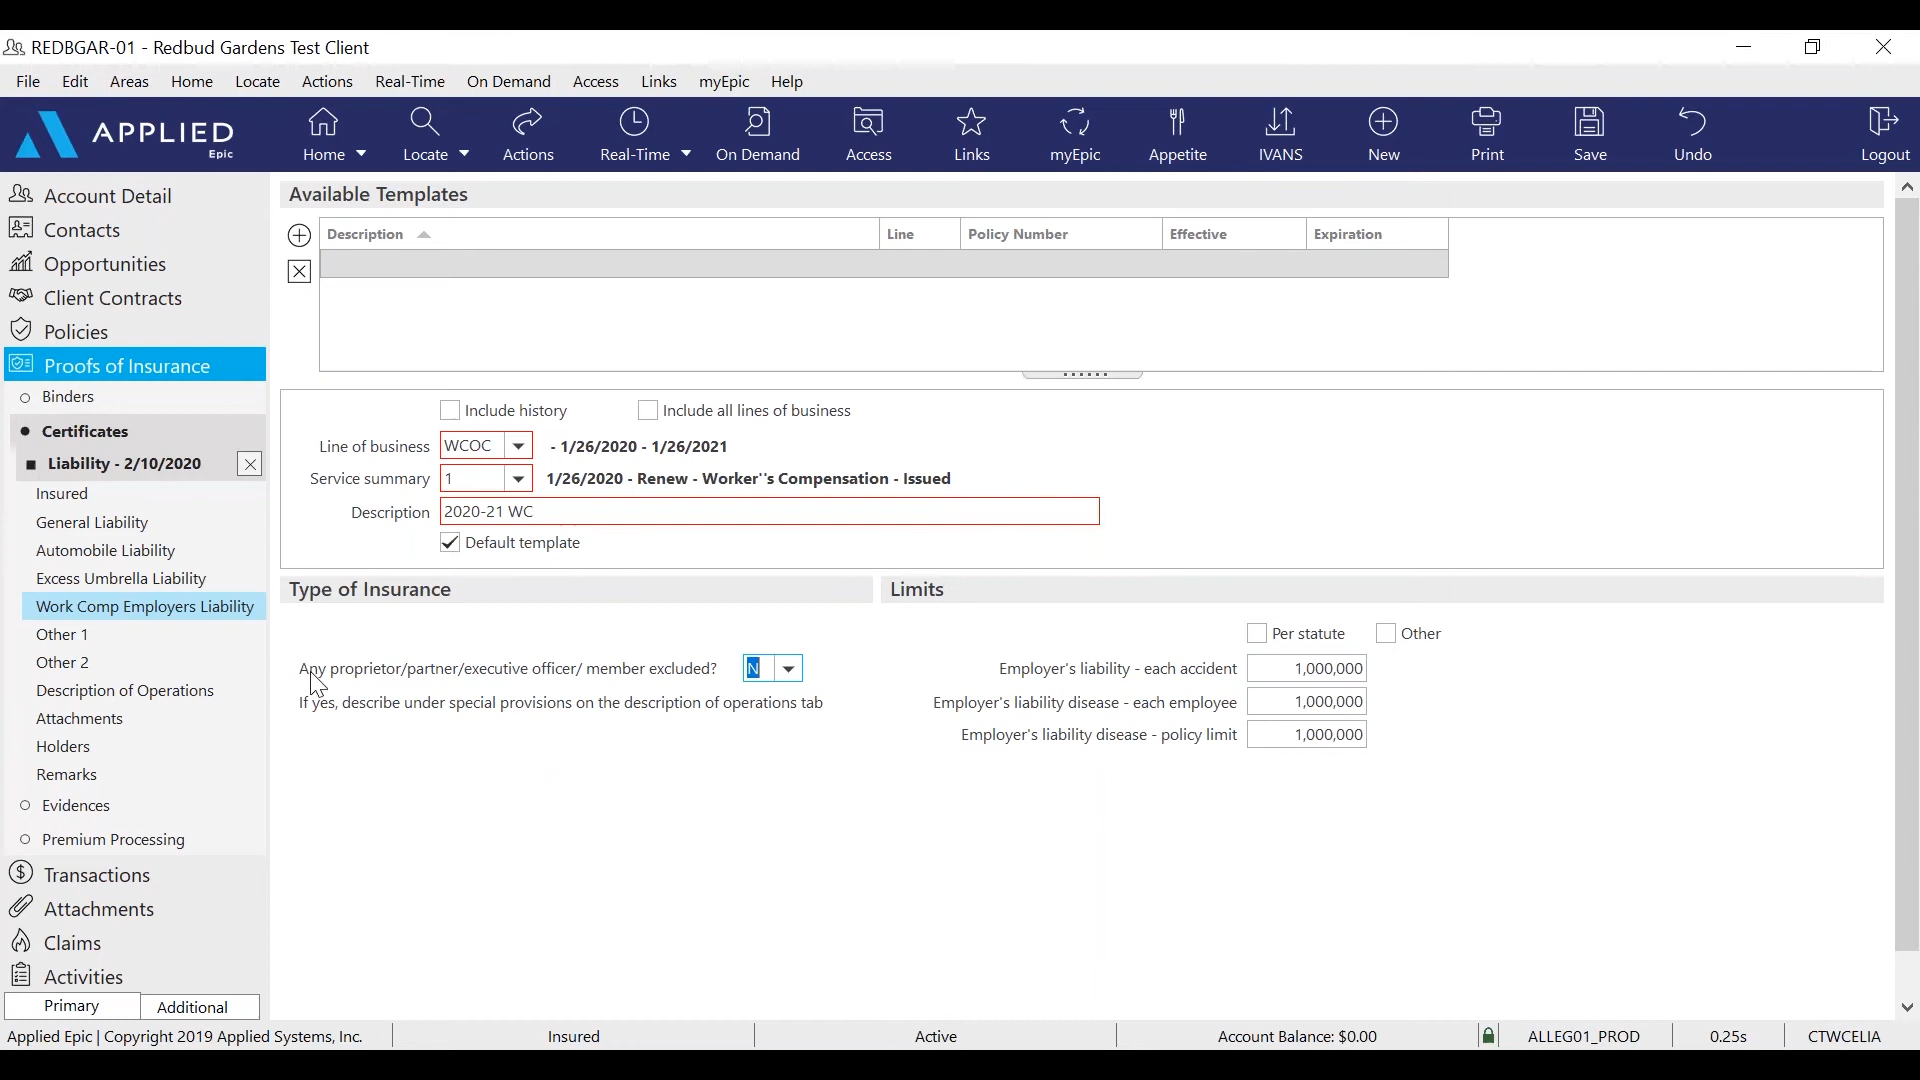 REDBGAR-01 - Redbud Gardens Test Client
File Edit Areas Home Locate Actions Real-Time On Demand Access Links myEpic Help
APPLIED
Epic
Home Locate Actions Real-Time On Demand Access Links myEpic Appetite IVANS New Print Save Undo Logout
Account Detail
Contacts
Opportunities
Client Contracts
Policies
Proofs of Insurance
Binders
Certificates
Liability - 2/10/2020
Insured
General Liability
Automobile Liability
Excess Umbrella Liability
Work Comp Employers Liability
Other 1
Other 2
Description of Operations
Attachments
Holders
Remarks
Evidences
Premium Processing
Transactions
Attachments
Claims
Activities
Primary Additional
Available Templates
Description Line Policy Number Effective Expiration
Include history Include all lines of business
Line of business WCOC - 1/26/2020 - 1/26/2021
Service summary 1 1/26/2020 - Renew - Worker''s Compensation - Issued
Description 2020-21 WC
Default template
Type of Insurance
Any proprietor/partner/executive officer/ member excluded? N
If yes, describe under special provisions on the description of operations tab
Limits
Per statute Other
Employer's liability - each accident 1,000,000
Employer's liability disease - each employee 1,000,000
Employer's liability disease - policy limit 1,000,000
Applied Epic | Copyright 2019 Applied Systems, Inc. Insured Active Account Balance: $0.00 ALLEG01_PROD 0.25s CTWCELIA